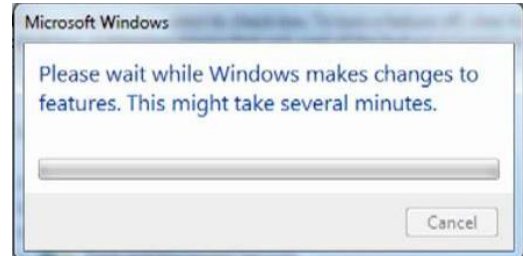 Microsoft Windows
Please wait while Windows makes changes to
features. This might take several minutes.
Cancel